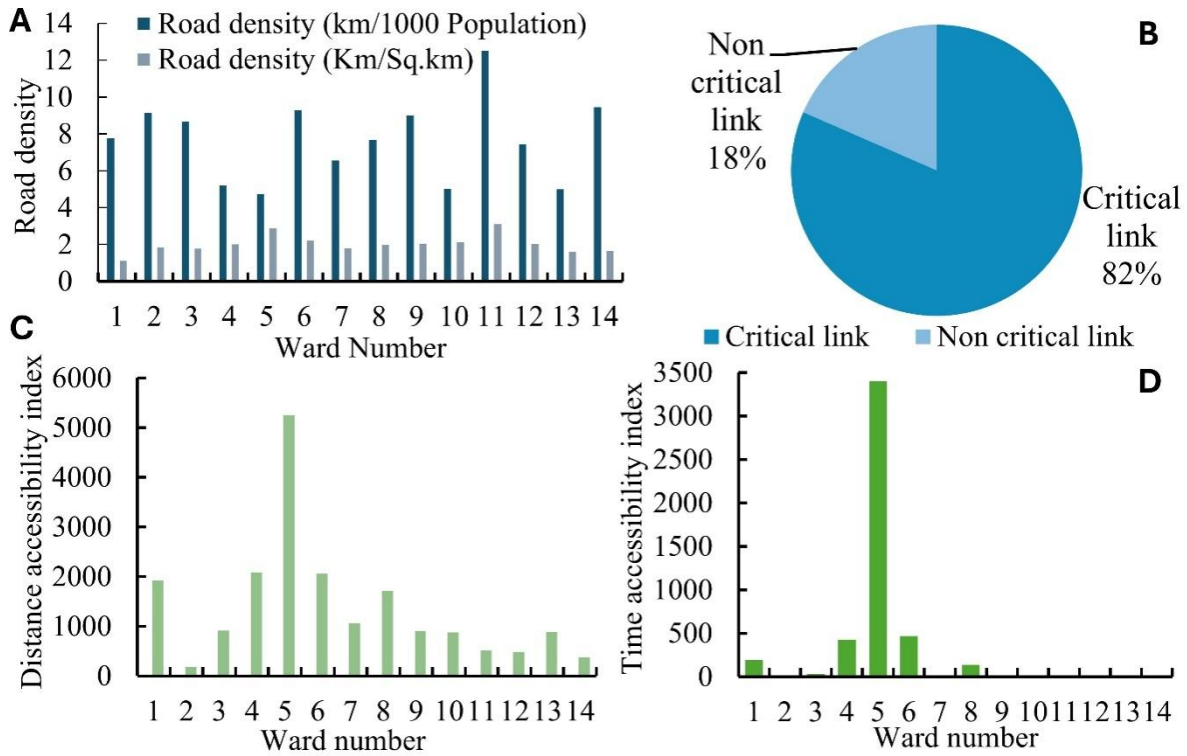 A
Road density (km/1000 Population)
Road density (Km/Sq.km)
Road density
14
12
10
8
6
4
2
0
1 2 3 4 5 6 7 8 9 10 11 12 13 14
Ward Number
B
Non
critical
link
18%
Critical
link
82%
Critical link Non critical link
C
Distance accessibility index
6000
5000
4000
3000
2000
1000
0
1 2 3 4 5 6 7 8 9 10 11 12 13 14
Ward number
D
Time accessibility index
3500
3000
2500
2000
1500
1000
500
0
1 2 3 4 5 6 7 8 9 10 11 12 13 14
Ward number